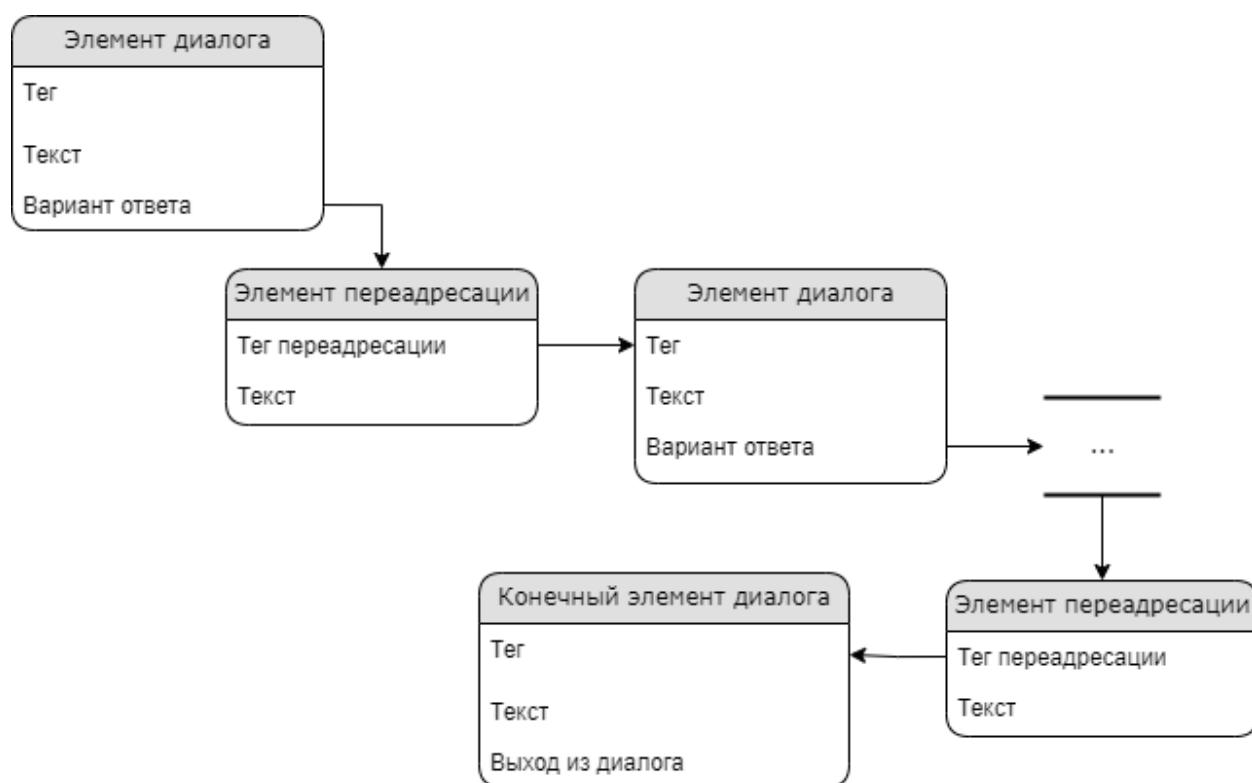 Элемент диалога
Тег
Текст
Вариант ответа
Элемент переадресации
Тег переадресации
Текст
Элемент диалога
Тег
Текст
Вариант ответа
...
Конечный элемент диалога
Тег
Текст
Выход из диалога
Элемент переадресации
Тег переадресации
Текст